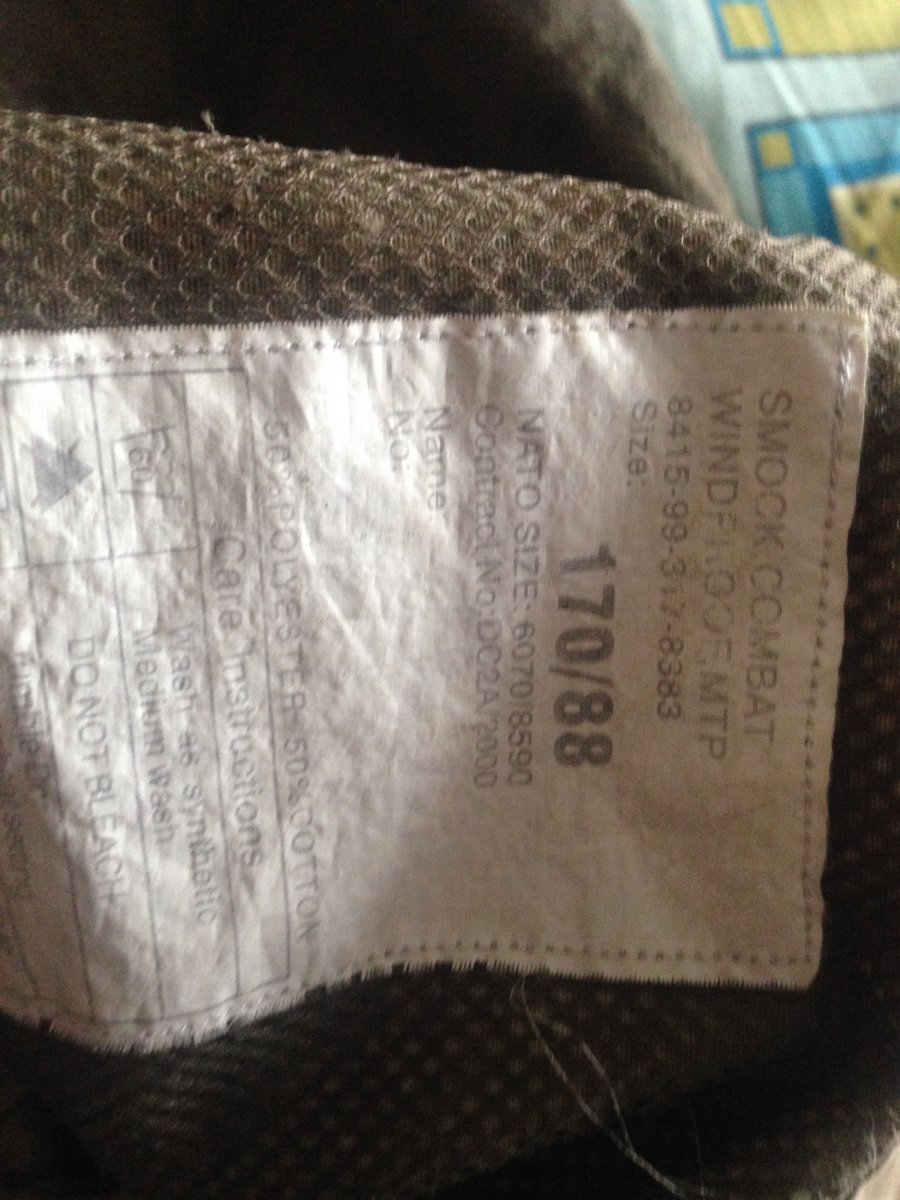 SMOCK COMBAT
WINDPROOF, MTP
8415-99-317-8383
Size:
170/88
NATO SIZE: 6070/8590
Contract No. DC2A/2000
Name
No.
50% POLYESTER 50% COTTON
Care Instructions
Wash as synthetic
Medium wash
DO NOT BLEACH